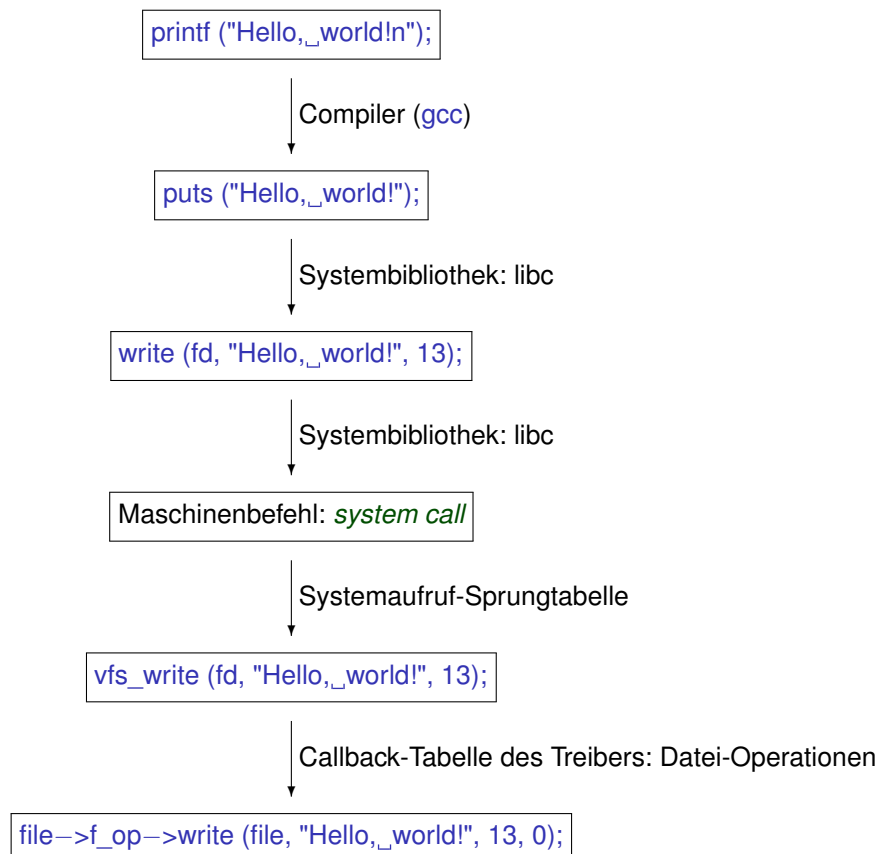 printf ("Hello,␣world!n");
Compiler (gcc)
puts ("Hello,␣world!");
Systembibliothek: libc
write (fd, "Hello,␣world!", 13);
Systembibliothek: libc
Maschinenbefehl: system call
Systemaufruf-Sprungtabelle
vfs_write (fd, "Hello,␣world!", 13);
Callback-Tabelle des Treibers: Datei-Operationen
file−>f_op−>write (file, "Hello,␣world!", 13, 0);